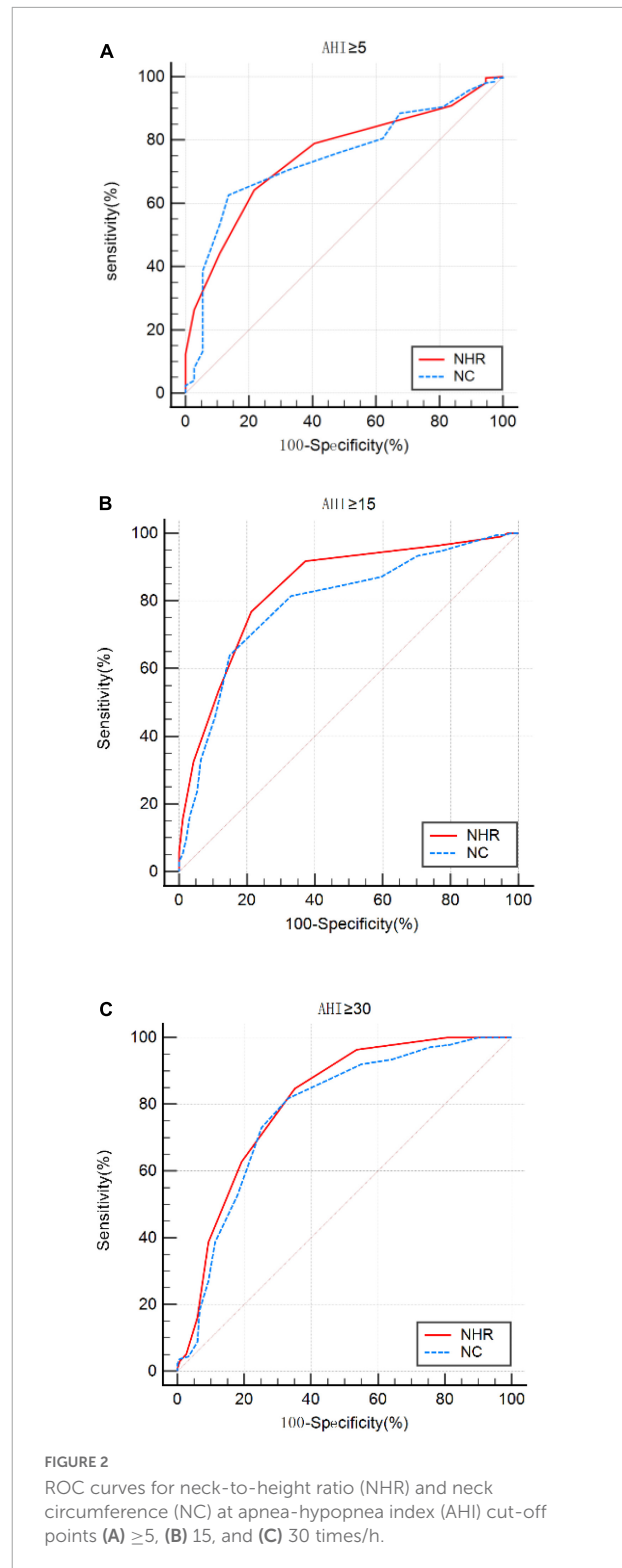 A
AHI≥5
100
80
60
40
20
0
sensitivity(%)
NHR
NC
0 20 40 60 80 100
100-Specificity(%)
B
AHI≥15
100
80
60
40
20
0
Sensitivity(%)
NHR
NC
0 20 40 60 80 100
100-Specificity(%)
C
AHI≥30
100
80
60
40
20
0
Sensitivity(%)
NHR
NC
0 20 40 60 80 100
100-Specificity(%)
FIGURE 2
ROC curves for neck-to-height ratio (NHR) and neck
circumference (NC) at apnea-hypopnea index (AHI) cut-off
points (A) ≥5, (B) 15, and (C) 30 times/h.